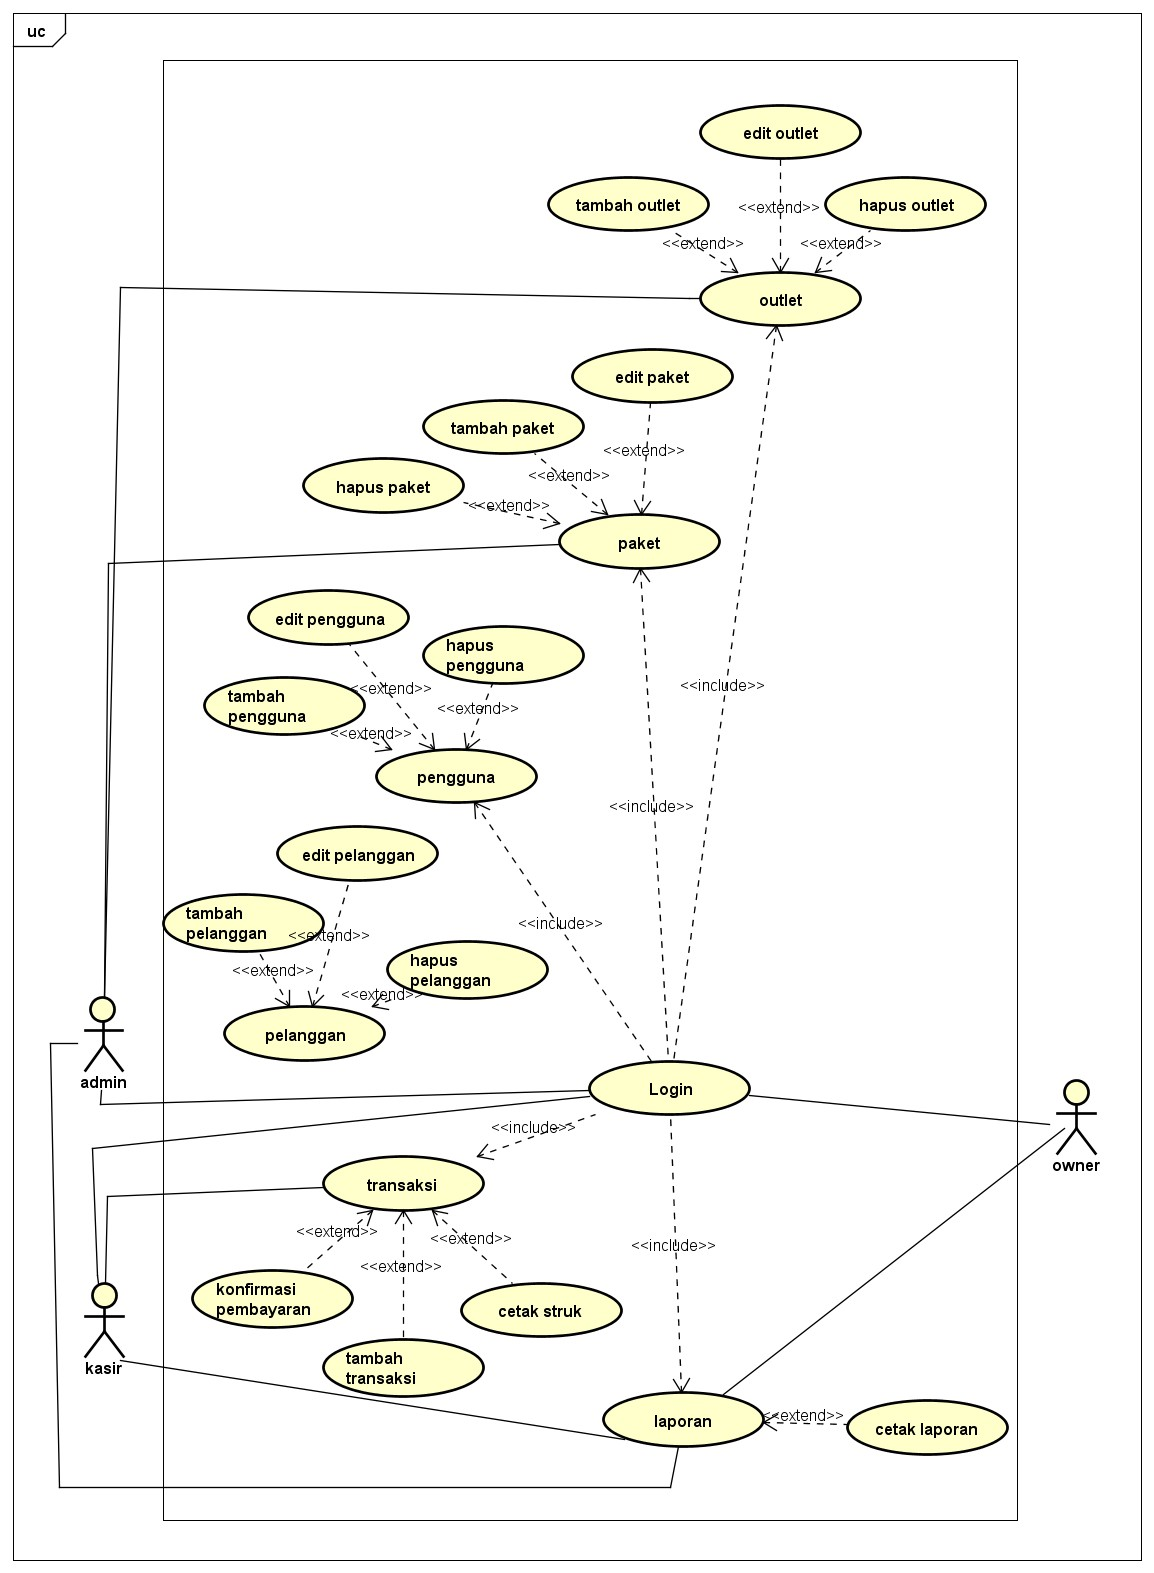 uc
edit outlet
tambah outlet
hapus outlet
<<extend>>
<<extend>>
<<extend>>
outlet
edit paket
tambah paket
<<extend>>
<<extend>>
hapus paket
<<extend>>
paket
edit pengguna
hapus
pengguna
<<extend>>
<<include>>
tambah
pengguna
<<extend>>
<<extend>>
pengguna
<<include>>
edit pelanggan
tambah
pelanggan
<<extend>>
<<include>>
hapus
pelanggan
<<extend>>
<<extend>>
pelanggan
admin
Login
<<include>>
owner
transaksi
<<extend>>
<<extend>>
<<include>>
<<extend>>
konfirmasi
pembayaran
cetak struk
kasir
tambah
transaksi
laporan
<<extend>>
cetak laporan